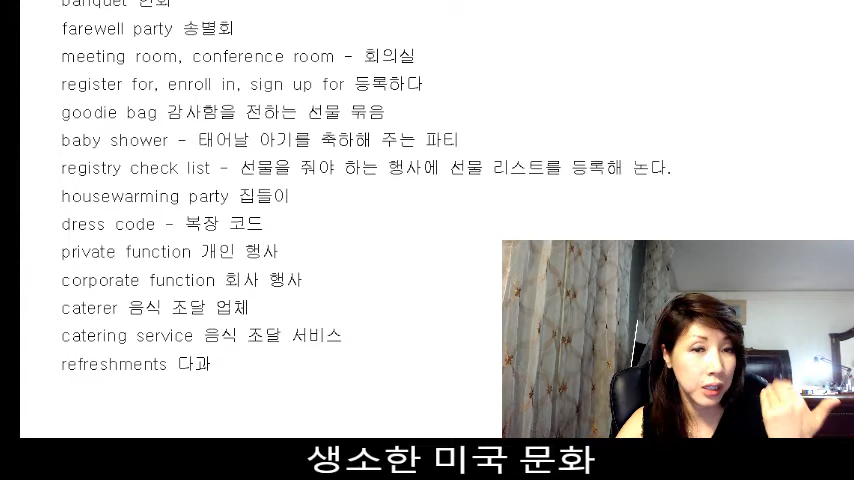 banquet 연회
farewell party 송별회
meeting room, conference room - 회의실
register for, enroll in, sign up for 등록하다
goodie bag 감사함을 전하는 선물 묶음
baby shower - 태어날 아기를 축하해 주는 파티
registry check list - 선물을 줘야 하는 행사에 선물 리스트를 등록해 논다.
housewarming party 집들이
dress code - 복장 코드
private function 개인 행사
corporate function 회사 행사
caterer 음식 조달 업체
catering service 음식 조달 서비스
refreshments 다과
생소한 미국 문화